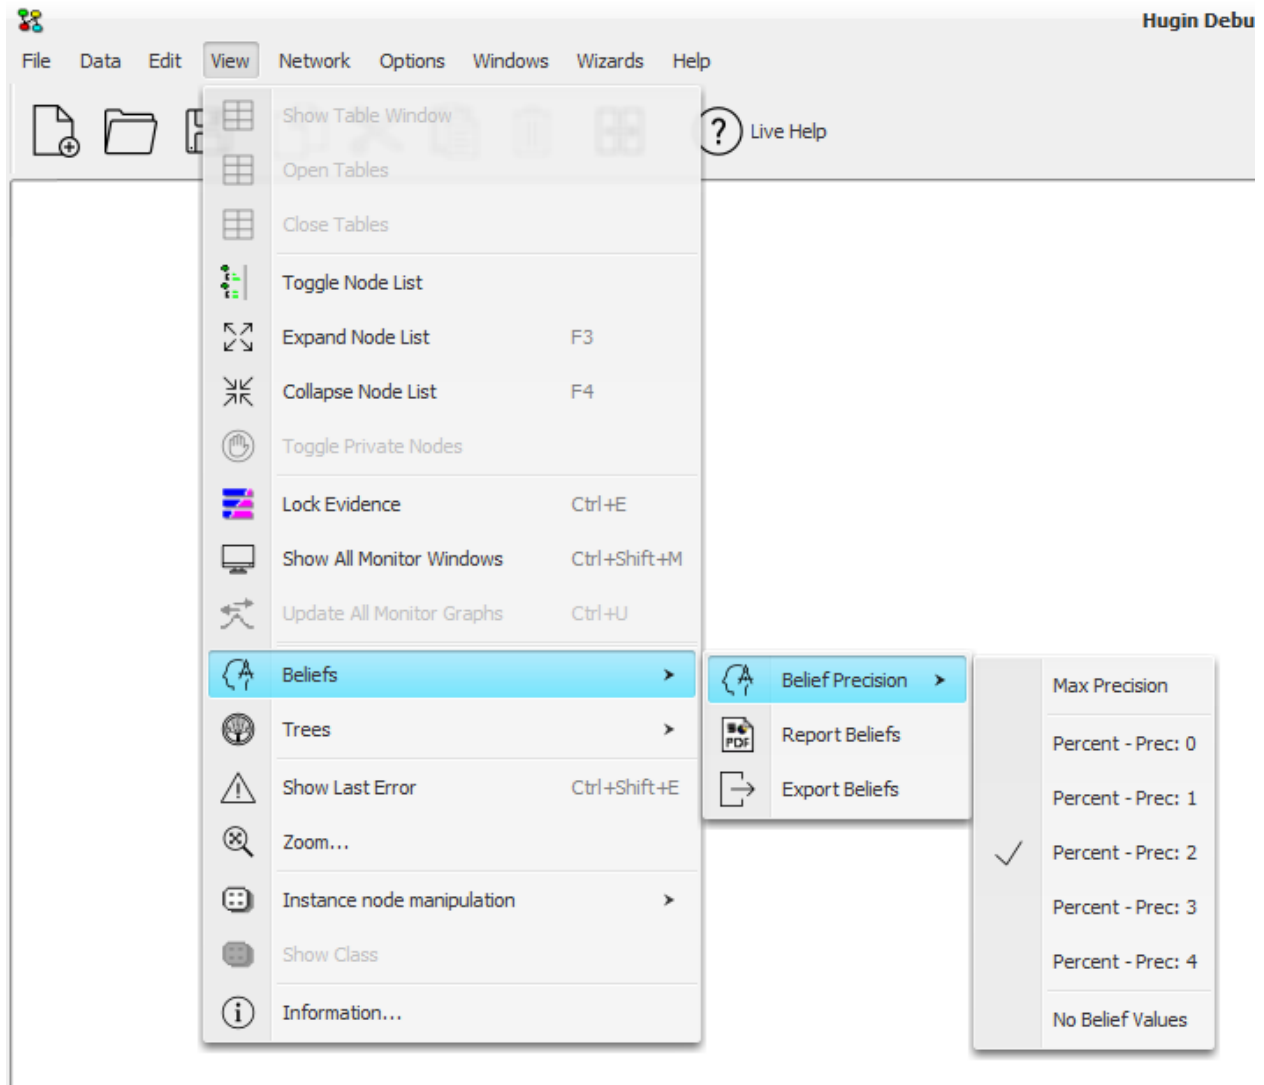 Hugin Debu
File Data Edit View Network Options Windows Wizards Help
Live Help
Show Table Window
Open Tables
Close Tables
Toggle Node List
Expand Node List F3
Collapse Node List F4
Toggle Private Nodes
Lock Evidence Ctrl+E
Show All Monitor Windows Ctrl+Shift+M
Update All Monitor Graphs Ctrl+U
Beliefs
Trees
Show Last Error Ctrl+Shift+E
Zoom...
Instance node manipulation
Show Class
Information...
Belief Precision
PDF Report Beliefs
Export Beliefs
Max Precision
Percent - Prec: 0
Percent - Prec: 1
Percent - Prec: 2
Percent - Prec: 3
Percent - Prec: 4
No Belief Values